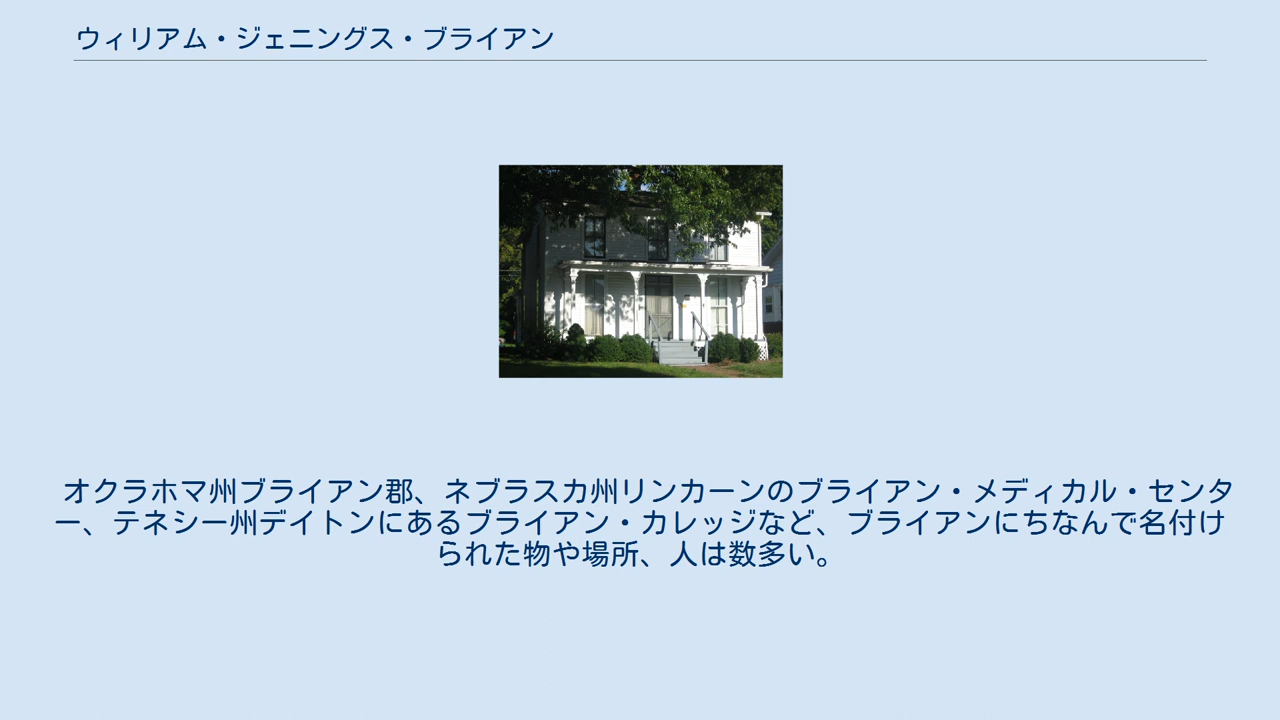 ウィリアム・ジェニングス・ブライアン
オクラホマ州ブライアン郡、ネブラスカ州リンカーンのブライアン・メディカル・センタ
ー、テネシー州デイトンにあるブライアン・カレッジなど、ブライアンにちなんで名付け
られた物や場所、人は数多い。